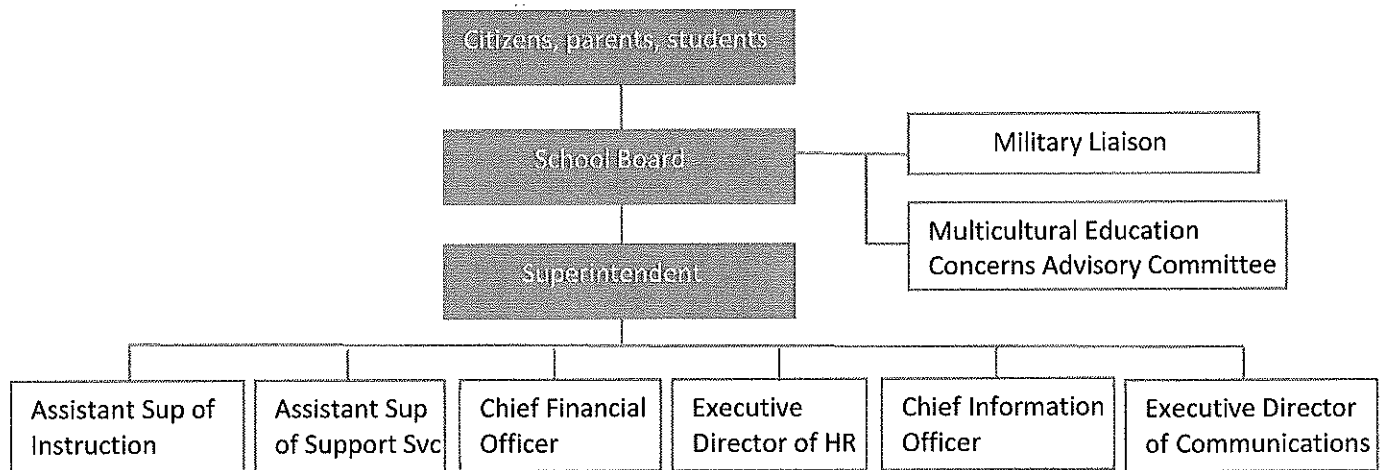 Citizens, parents, students
School Board
Military Liaison
Multicultural Education
Concerns Advisory Committee
Superintendent
Assistant Sup of
Instruction
Assistant Sup
of Support Svc
Chief Financial
Officer
Executive
Director of HR
Chief Information
Officer
Executive Director
of Communications